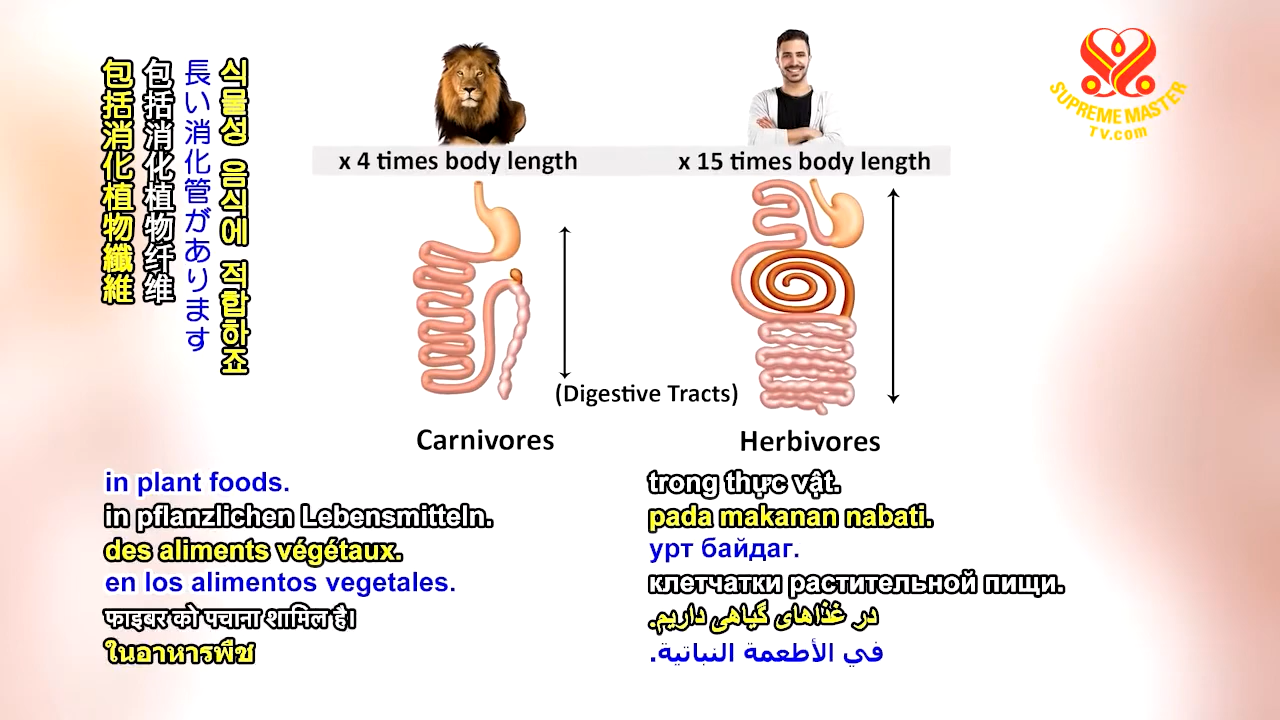 식물성 음식에 적합하죠
長い消化管があります
包括消化植物纤维
包括消化植物纖維
SUPREME MASTER
TV.com
x 4 times body length
x 15 times body length
(Digestive Tracts)
Carnivores
Herbivores
in plant foods.
in pflanzlichen Lebensmitteln.
des aliments végétaux.
en los alimentos vegetales.
फाइबर को पचाना शामिल है।
ในอาหารพืช
trong thực vật.
pada makanan nabati.
урт байдаг.
клетчатки растительной пищи.
در غذاهای گیاهی داریم.
في الأطعمة النباتية.